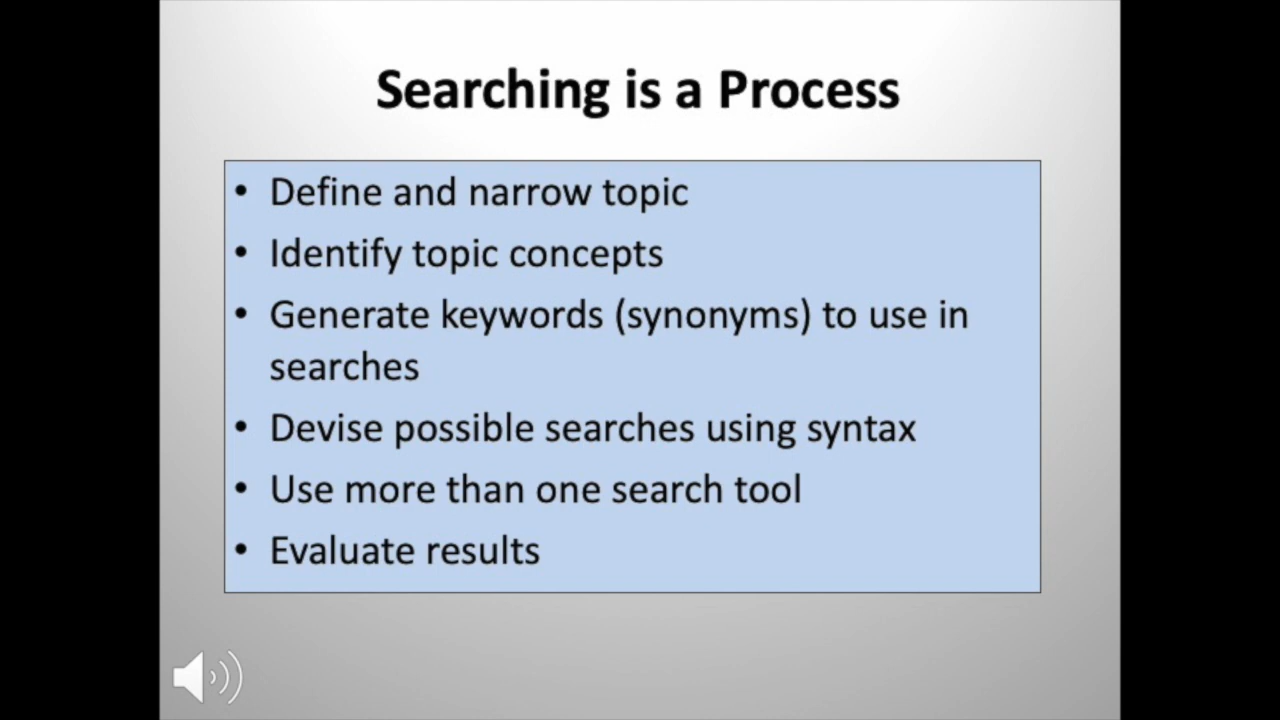 Searching is a Process
• Define and narrow topic
• Identify topic concepts
• Generate keywords (synonyms) to use in
searches
• Devise possible searches using syntax
• Use more than one search tool
• Evaluate results